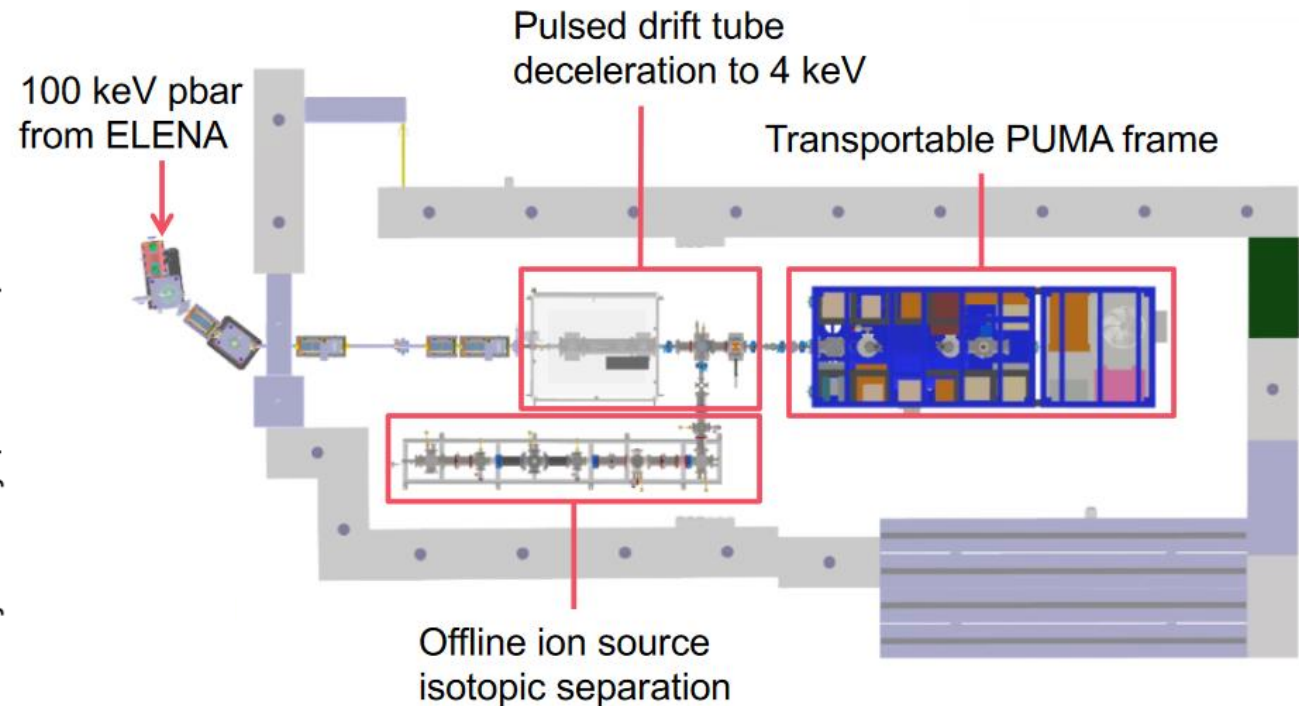 Pulsed drift tube
deceleration to 4 keV
100 keV pbar
from ELENA
Transportable PUMA frame
Offline ion source
isotopic separation